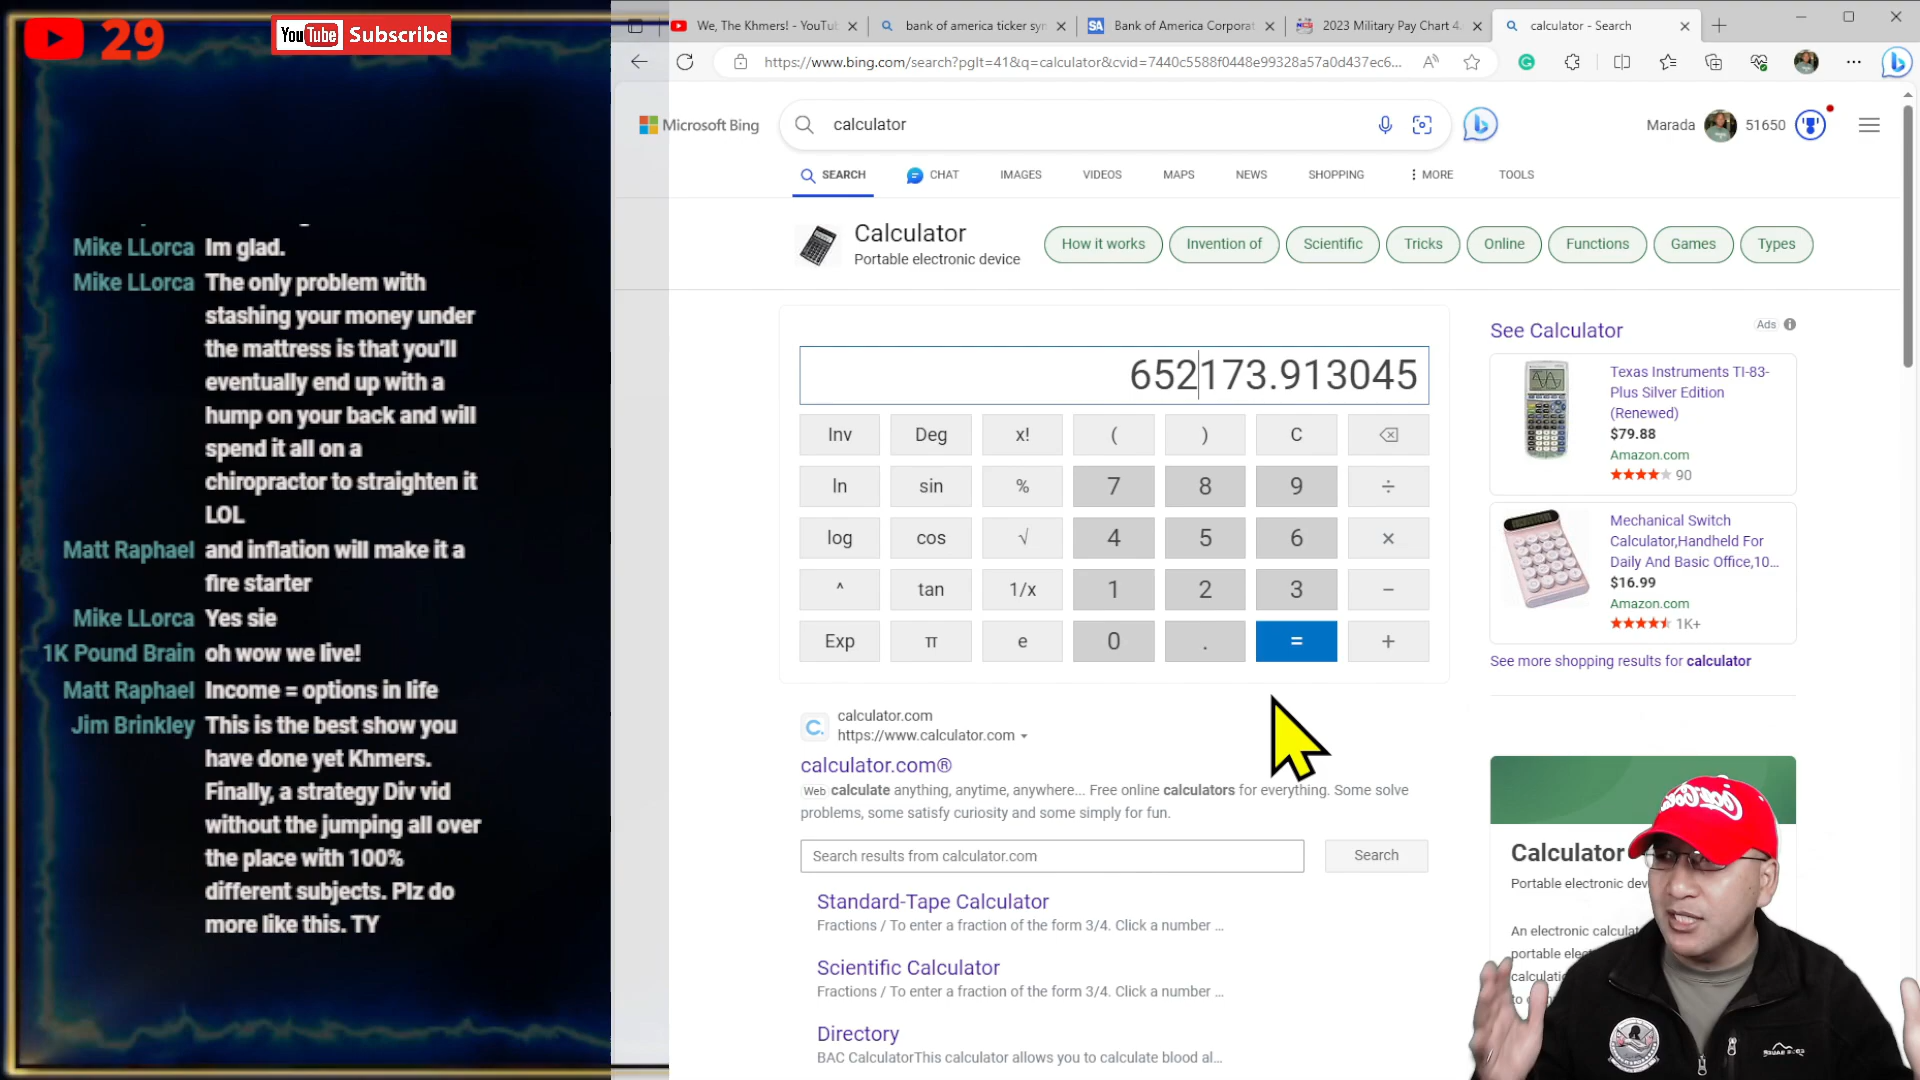 29
YouTube Subscribe
Mike LLorca Im glad.
Mike LLorca The only problem with
stashing your money under
the mattress is that you'll
eventually end up with a
hump on your back and will
spend it all on a
chiropractor to straighten it
LOL
Matt Raphael and inflation will make it a
fire starter
Mike LLorca Yes sie
1K Pound Brain oh wow we live!
Matt Raphael Income = options in life
Jim Brinkley This is the best show you
have done yet Khmers.
Finally, a strategy Div vid
without the jumping all over
the place with 100%
different subjects. Plz do
more like this. TY
We, The Khmers! - YouTu
bank of america ticker syn
SA Bank of America Corporat
2023 Military Pay Chart 4.
calculator - Search
https://www.bing.com/search?pglt=41&q=calculator&cvid=7440c5588f0448e99328a57a0d437ec6...
Microsoft Bing
calculator
Marada
51650
SEARCH
CHAT
IMAGES
VIDEOS
MAPS
NEWS
SHOPPING
MORE
TOOLS
Calculator
Portable electronic device
How it works
Invention of
Scientific
Tricks
Online
Functions
Games
Types
652173.913045
Inv Deg x! ( ) C
ln sin % 7 8 9 ÷
log cos √ 4 5 6 ×
^ tan 1/x 1 2 3 −
Exp π e 0 . = +
See Calculator
Ads
Texas Instruments TI-83-
Plus Silver Edition
(Renewed)
$79.88
Amazon.com
90
Mechanical Switch
Calculator,Handheld For
Daily And Basic Office,10...
$16.99
Amazon.com
1K+
See more shopping results for calculator
C.
calculator.com
https://www.calculator.com
calculator.com®
Web calculate anything, anytime, anywhere... Free online calculators for everything. Some solve
problems, some satisfy curiosity and some simply for fun.
Search results from calculator.com
Search
Standard-Tape Calculator
Fractions / To enter a fraction of the form 3/4. Click a number ...
Scientific Calculator
Fractions / To enter a fraction of the form 3/4. Click a number ...
Directory
BAC CalculatorThis calculator allows you to calculate blood al...
Calculator
Portable electronic dev
An electronic calcula
portable elec
calculati
to
Coca-Cola